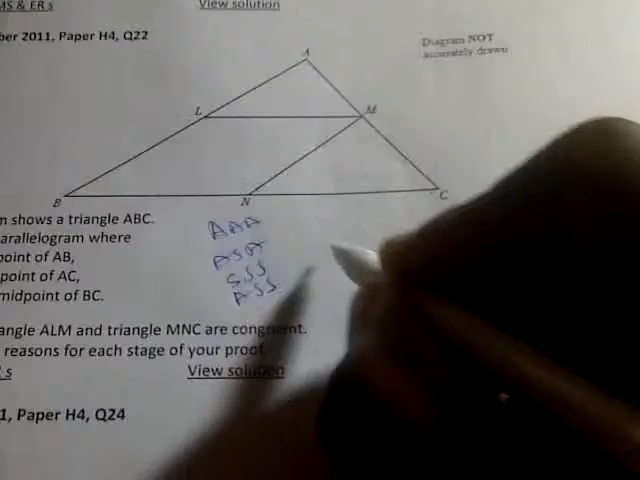 MS & ER s View solution
ber 2011, Paper H4, Q22
Diagram NOT
accurately drawn
A
L
M
B
N
C
m shows a triangle ABC.
arallelogram where
point of AB,
point of AC,
midpoint of BC.
AAA
ASA
SSS
ASS
angle ALM and triangle MNC are congruent.
reasons for each stage of your proof
s View solution
1, Paper H4, Q24